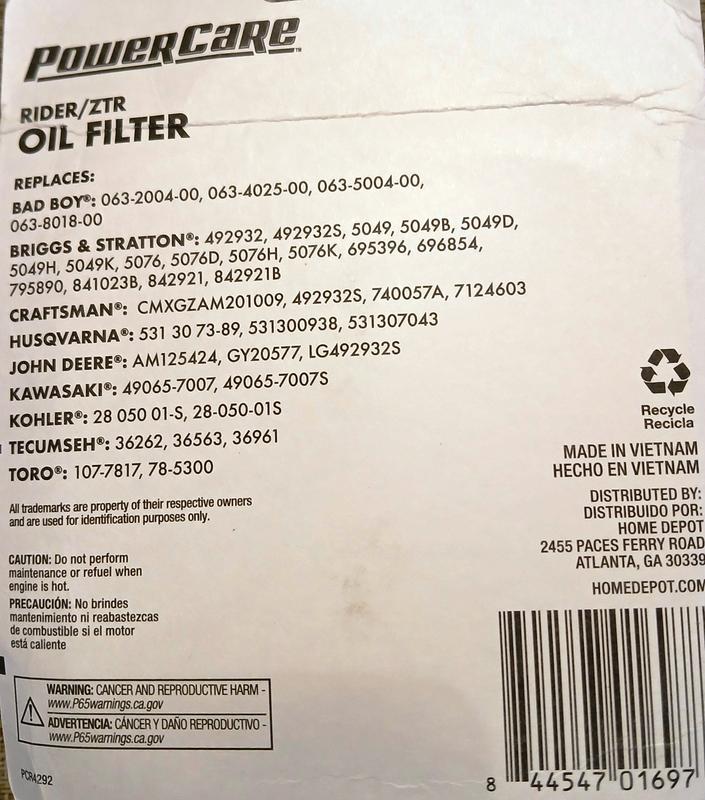 POWERCARE™
RIDER/ZTR
OIL FILTER
REPLACES:
BAD BOY®: 063-2004-00, 063-4025-00, 063-5004-00,
063-8018-00
BRIGGS & STRATTON®: 492932, 492932S, 5049, 5049B, 5049D,
5049H, 5049K, 5076, 5076D, 5076H, 5076K, 695396, 696854,
795890, 841023B, 842921, 842921B
CRAFTSMAN®: CMXGZAM201009, 492932S, 740057A, 7124603
HUSQVARNA®: 531 30 73-89, 531300938, 531307043
JOHN DEERE®: AM125424, GY20577, LG492932S
KAWASAKI®: 49065-7007, 49065-7007S
KOHLER®: 28 050 01-S, 28-050-01S
TECUMSEH®: 36262, 36563, 36961
TORO®: 107-7817, 78-5300
All trademarks are property of their respective owners
and are used for identification purposes only.
CAUTION: Do not perform
maintenance or refuel when
engine is hot.
PRECAUCIÓN: No brindes
mantenimiento ni reabastezcas
de combustible si el motor
está caliente
WARNING: CANCER AND REPRODUCTIVE HARM -
www.P65warnings.ca.gov
ADVERTENCIA: CÁNCER Y DAÑO REPRODUCTIVO -
www.P65warnings.ca.gov
PCR4292
Recycle
Recicla
MADE IN VIETNAM
HECHO EN VIETNAM
DISTRIBUTED BY:
DISTRIBUIDO POR:
HOME DEPOT
2455 PACES FERRY ROAD
ATLANTA, GA 30339
HOMEDEPOT.COM
8 44547 01697